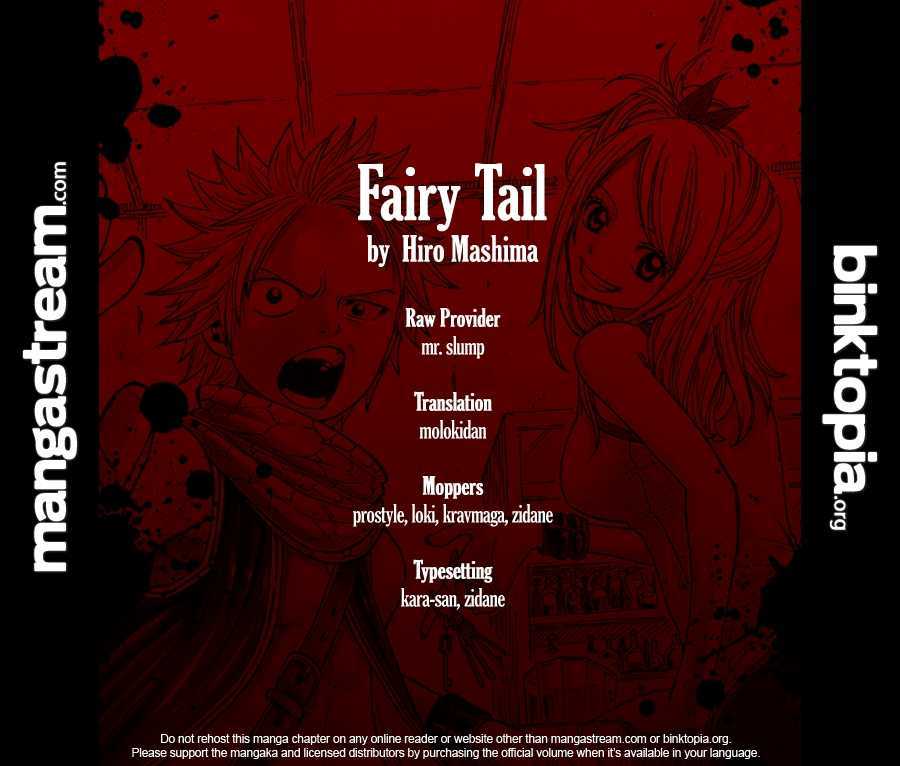 Fairy Tail
by Hiro Mashima
Raw Provider
mr. slump
Translation
molokidan
Moppers
prostyle, loki, kravmaga, zidane
Typesetting
kara-san, zidane
mangastream.com
binktopia.org
Do not rehost this manga chapter on any online reader or website other than mangastream.com or binktopia.org.
Please support the mangaka and licensed distributors by purchasing the official volume when it's available in your language.